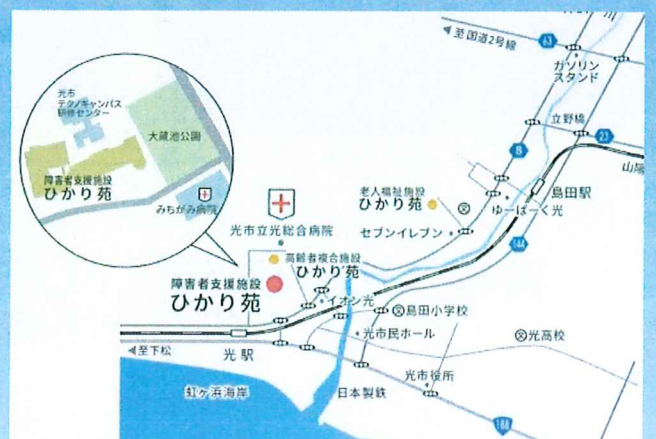 至国道2号線
63
ガソリン
スタンド
光市
テクノキャンパス
研修センター
大蔵池公園
立野橋
23
8
山陽
障害者支援施設
ひかり苑
みちがみ病院
老人福祉施設
ひかり苑
島田駅
ゆーぱーく光
光市立光総合病院
セブンイレブン
144
高齢者複合施設
ひかり苑
障害者支援施設
ひかり苑
イオン光
島田小学校
光市民ホール
光高校
至下松
光駅
光市役所
虹ヶ浜海岸
日本製鉄
188